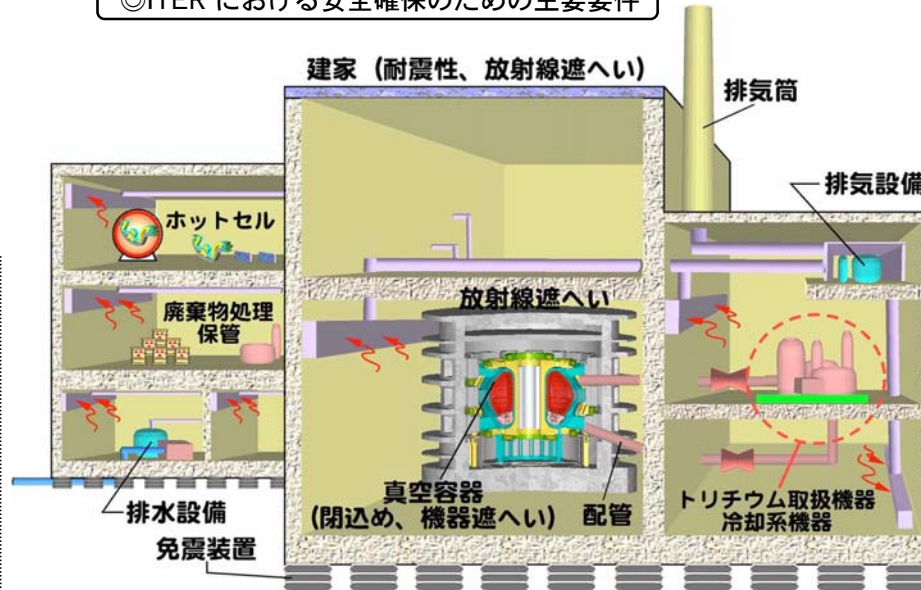 ◎ITER における安全確保のための主要要件
建家（耐震性、放射線遮へい）
排気筒
排気設備
ホットセル
放射線遮へい
廃棄物処理
保管
真空容器
(閉込め、機器遮へい)
配管
トリチウム取扱機器
冷却系機器
排水設備
免震装置